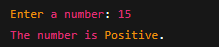 Enter a number: 15
The number is Positive.